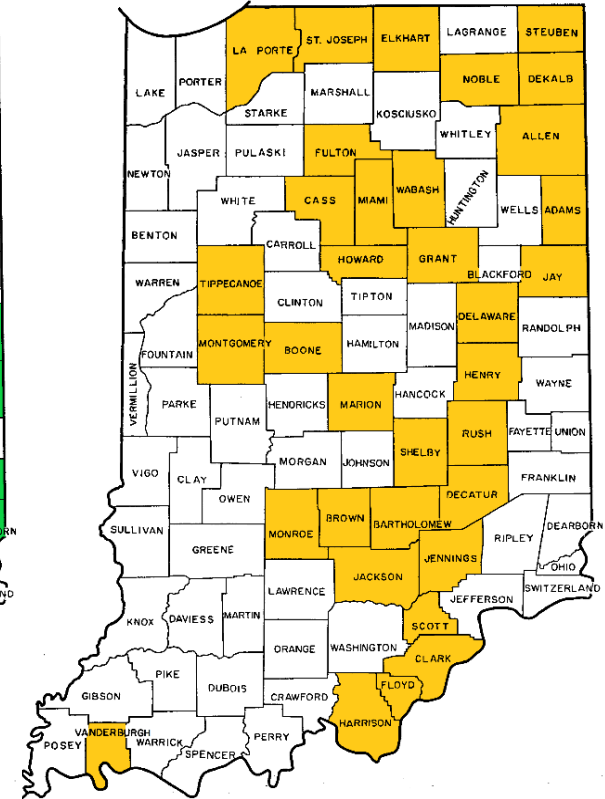 LA PORTE
ST. JOSEPH
ELKHART
LAGRANGE
STEUBEN
LAKE
PORTER
NOBLE
DEKALB
STARKE
MARSHALL
KOSCIUSKO
WHITLEY
ALLEN
NEWTON
JASPER
PULASKI
FULTON
WHITE
CASS
MIAMI
WABASH
HUNTINGTON
WELLS
ADAMS
BENTON
CARROLL
HOWARD
GRANT
BLACKFORD
JAY
WARREN
TIPPECANOE
CLINTON
TIPTON
MADISON
DELAWARE
RANDOLPH
FOUNTAIN
MONTGOMERY
BOONE
HAMILTON
HENRY
WAYNE
VERMILLION
PARKE
PUTNAM
HENDRICKS
MARION
HANCOCK
RUSH
FAYETTE
UNION
VIGO
CLAY
OWEN
MORGAN
JOHNSON
SHELBY
DECATUR
FRANKLIN
SULLIVAN
GREENE
MONROE
BROWN
BARTHOLOMEW
JENNINGS
RIPLEY
DEARBORN
ORN
OHIO
SWITZERLAND
ND
KNOX
DAVIESS
MARTIN
LAWRENCE
JACKSON
JEFFERSON
SCOTT
ORANGE
WASHINGTON
CLARK
GIBSON
PIKE
DUBOIS
CRAWFORD
FLOYD
HARRISON
POSEY
VANDERBURGH
WARRICK
SPENCER
PERRY